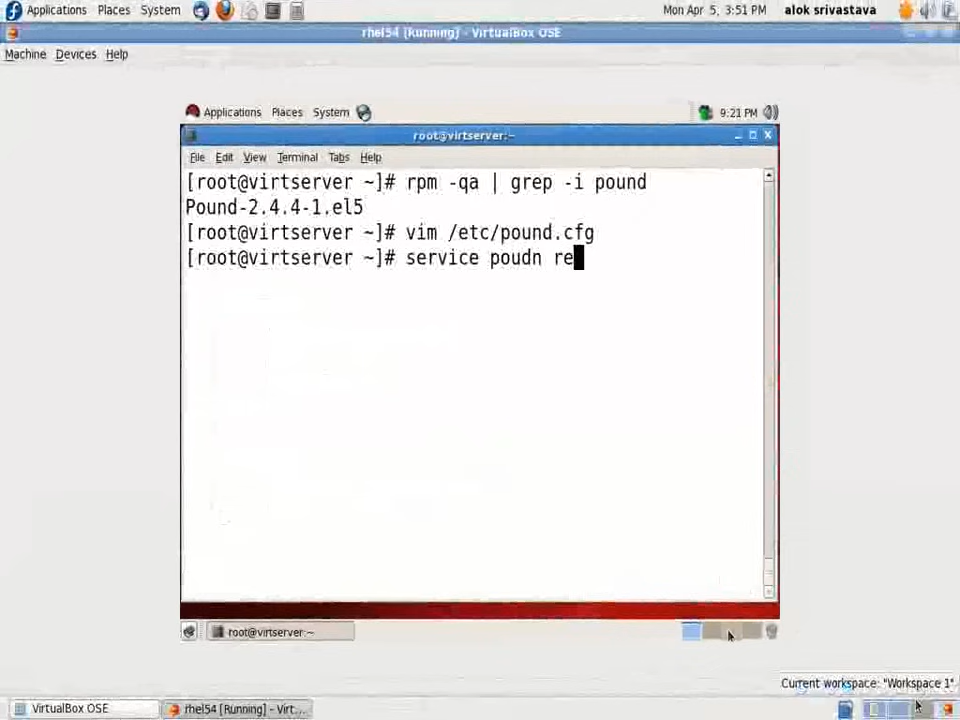 Applications Places System
Mon Apr 5, 3:51 PM alok srivastava
rhel54 [Running] - VirtualBox OSE
Machine Devices Help
Applications Places System
9:21 PM
root@virtserver:~
File Edit View Terminal Tabs Help
[root@virtserver ~]# rpm -qa | grep -i pound
Pound-2.4.4-1.el5
[root@virtserver ~]# vim /etc/pound.cfg
[root@virtserver ~]# service poudn re
root@virtserver:~
Current workspace: "Workspace 1"
VirtualBox OSE
rhel54 [Running] - Virt...